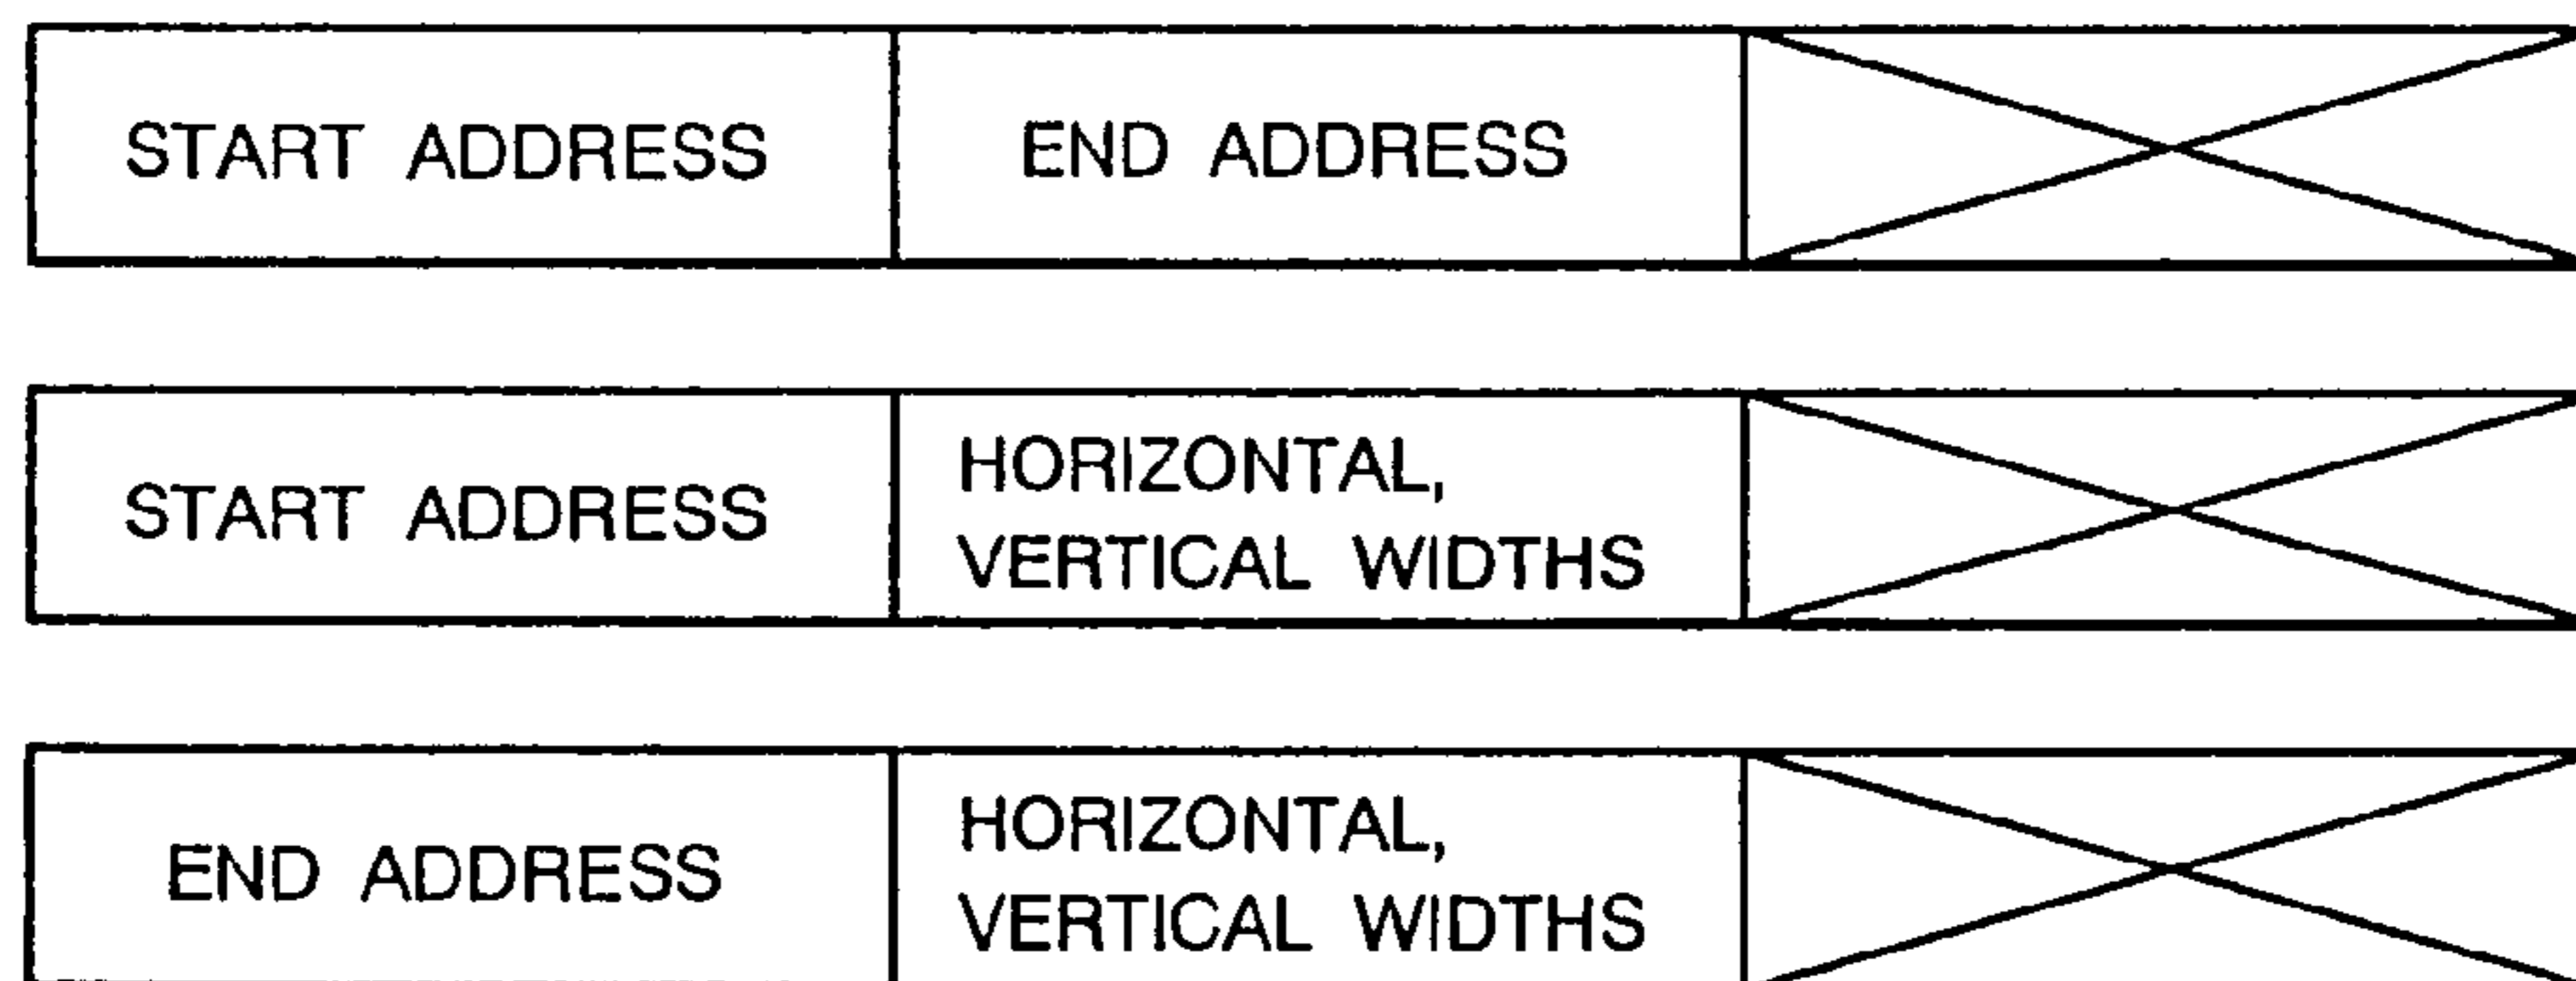 START ADDRESS END ADDRESS
START ADDRESS HORIZONTAL,
VERTICAL WIDTHS
END ADDRESS HORIZONTAL,
VERTICAL WIDTHS